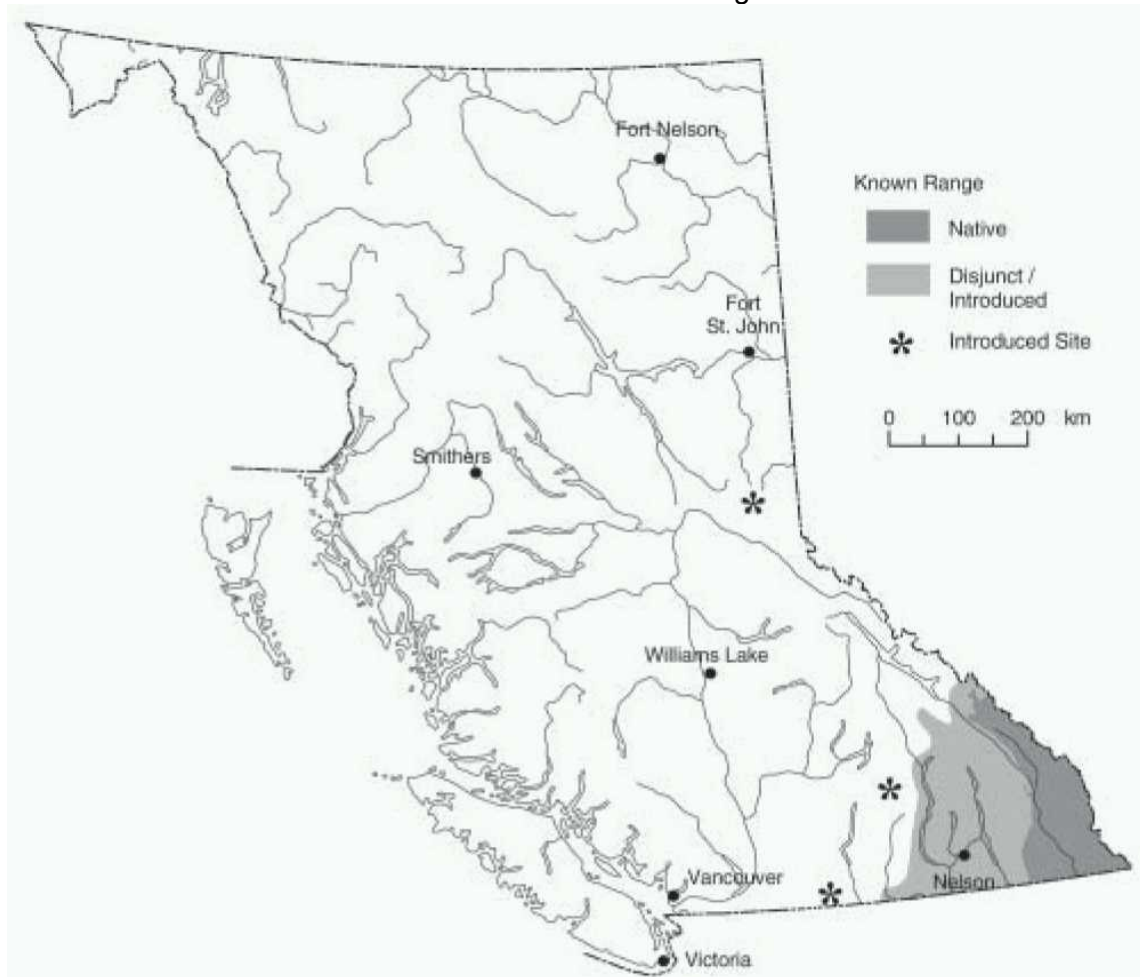 Fort Nelson
Known Range
Native
Disjunct /
Introduced
Fort
St. John
Introduced Site
0 100 200 km
Smithers
Williams Lake
Nelson
Vancouver
Victoria